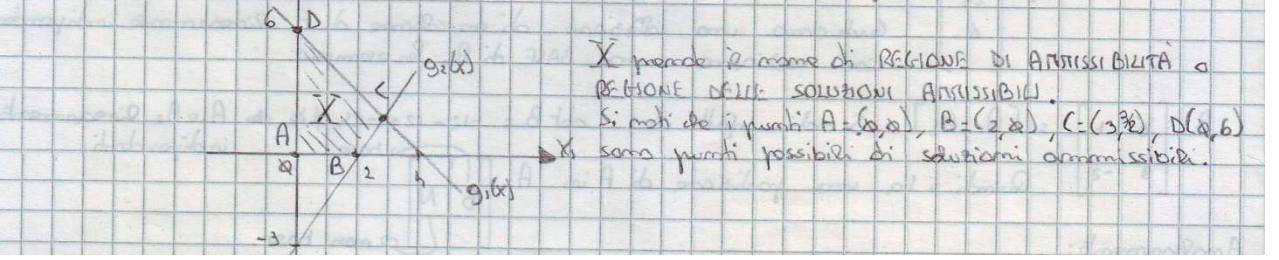 6 D
g₂(x)
C
X
A
0 B 2 4 X₁
g₁(x)
-3
X prende il nome di REGIONE DI AMMISSIBILITÀ o
REGIONE DELLE SOLUZIONI AMMISSIBILI.
Si noti che i punti A=(0,0), B=(2,0), C=(3,3/2), D(0,6)
sono punti possibili di soluzioni ammissibili.